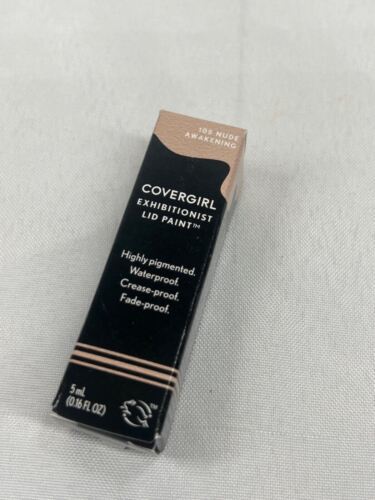 105 NUDE
AWAKENING
COVERGIRL
EXHIBITIONIST
LID PAINT™
Highly pigmented.
Waterproof.
Crease-proof.
Fade-proof.
5 mL
(0.16 FL OZ)
™